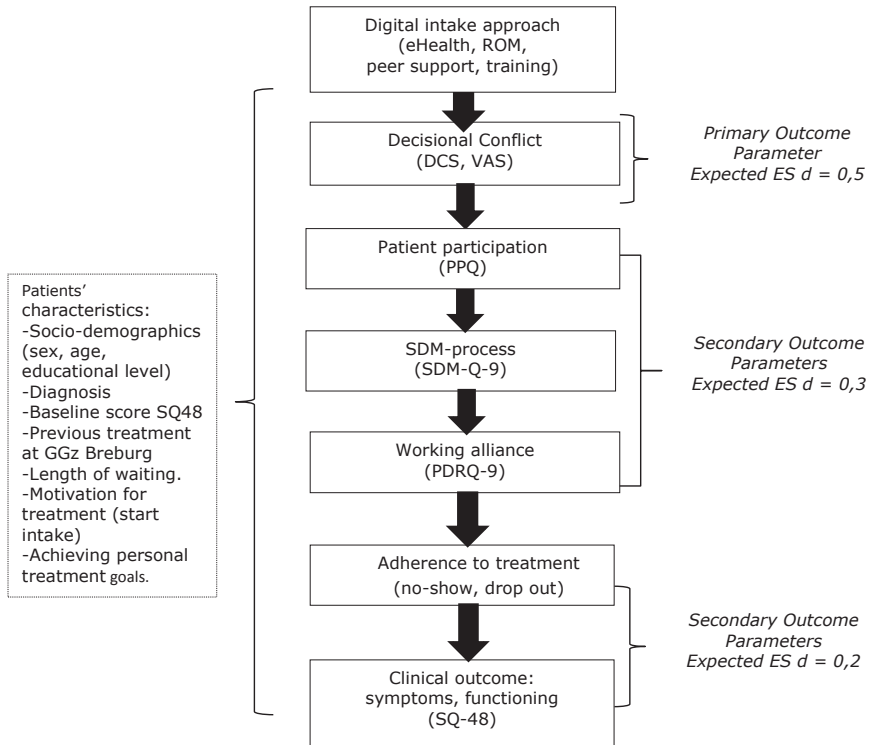 Digital intake approach
(eHealth, ROM,
peer support, training)
Decisional Conflict
(DCS, VAS)
Primary Outcome
Parameter
Expected ES d = 0,5
Patient participation
(PPQ)
SDM-process
(SDM-Q-9)
Working alliance
(PDRQ-9)
Secondary Outcome
Parameters
Expected ES d = 0,3
Patients’
characteristics:
-Socio-demographics
(sex, age,
educational level)
-Diagnosis
-Baseline score SQ48
-Previous treatment
at GGz Breburg
-Length of waiting.
-Motivation for
treatment (start
intake)
-Achieving personal
treatment goals.
Adherence to treatment
(no-show, drop out)
Clinical outcome:
symptoms, functioning
(SQ-48)
Secondary Outcome
Parameters
Expected ES d = 0,2